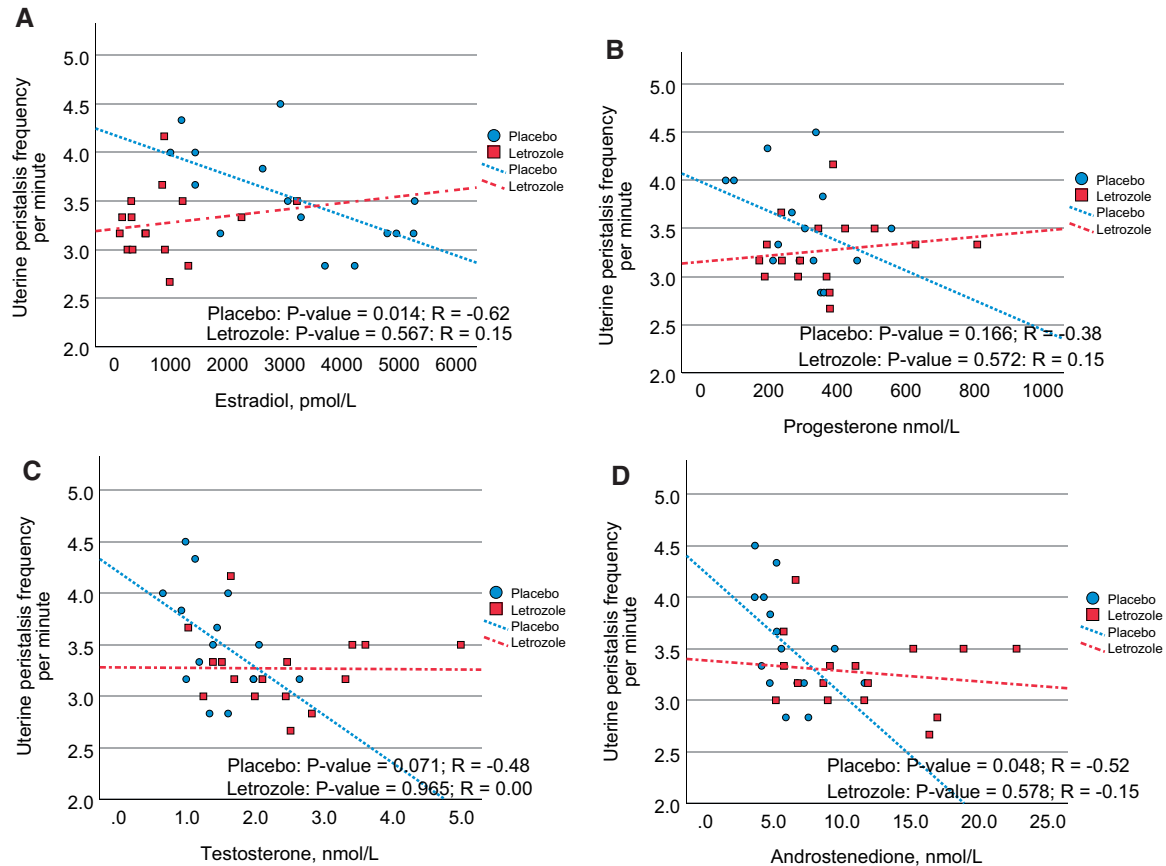 A
Uterine peristalsis frequency
per minute
5.0
4.5
4.0
3.5
3.0
2.5
2.0
Placebo
Letrozole
Placebo
Letrozole
Placebo: P-value = 0.014; R = -0.62
Letrozole: P-value = 0.567; R = 0.15
0 1000 2000 3000 4000 5000 6000
Estradiol, pmol/L
B
Uterine peristalsis frequency
per minute
5.0
4.5
4.0
3.5
3.0
2.5
2.0
Placebo
Letrozole
Placebo
Letrozole
Placebo: P-value = 0.166; R = -0.38
Letrozole: P-value = 0.572: R = 0.15
0 200 400 600 800 1000
Progesterone nmol/L
C
Uterine peristalsis frequency
per minute
5.0
4.5
4.0
3.5
3.0
2.5
2.0
Placebo
Letrozole
Placebo
Letrozole
Placebo: P-value = 0.071; R = -0.48
Letrozole: P-value = 0.965; R = 0.00
.0 1.0 2.0 3.0 4.0 5.0
Testosterone, nmol/L
D
Uterine peristalsis frequency
per minute
5.0
4.5
4.0
3.5
3.0
2.5
2.0
Placebo
Letrozole
Placebo
Letrozole
Placebo: P-value = 0.048; R = -0.52
Letrozole: P-value = 0.578; R = -0.15
.0 5.0 10.0 15.0 20.0 25.0
Androstenedione, nmol/L